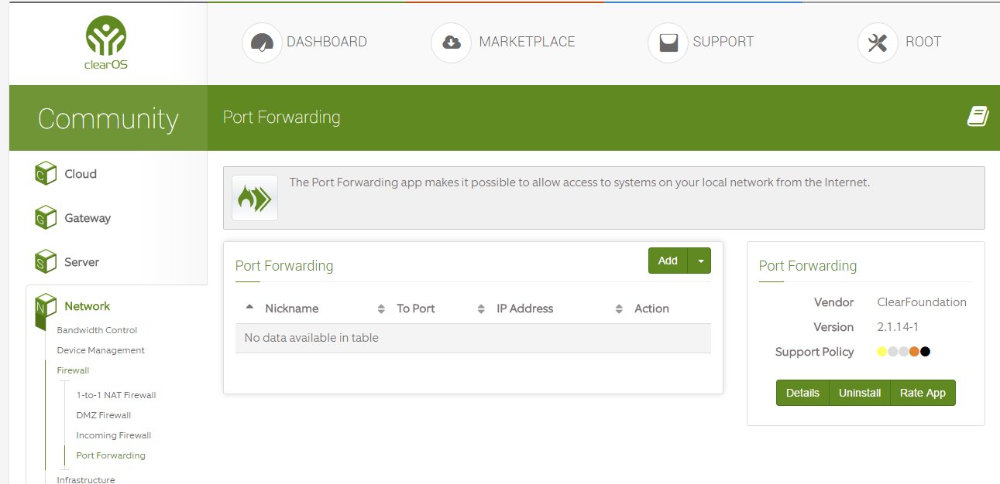 clearOS
DASHBOARD
MARKETPLACE
SUPPORT
ROOT
Community
Port Forwarding
C Cloud
G Gateway
S Server
N Network
Bandwidth Control
Device Management
Firewall
1-to-1 NAT Firewall
DMZ Firewall
Incoming Firewall
Port Forwarding
Infrastructure
The Port Forwarding app makes it possible to allow access to systems on your local network from the Internet.
Port Forwarding
Add
Nickname To Port IP Address Action
No data available in table
Port Forwarding
Vendor ClearFoundation
Version 2.1.14-1
Support Policy
Details Uninstall Rate App